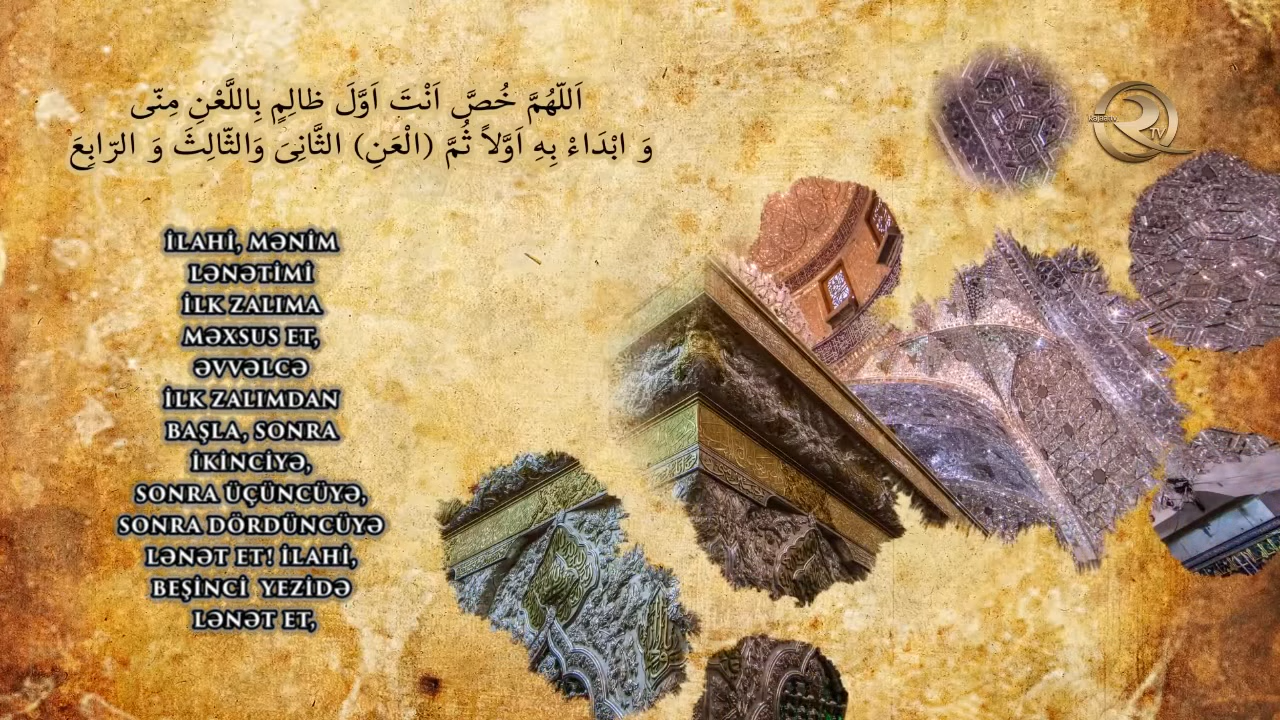 اَللّهُمَّ خُصَّ اَنْتَ اَوَّلَ ظالِمٍ بِاللَّعْنِ مِنّى
وَ ابْدَاءْ بِهِ اَوَّلاً ثُمَّ (الْعَنِ) الثَّانِىَ وَالثّالِثَ وَ الرّابِعَ
İLAHİ, MƏNİM
LƏNƏTİMİ
İLK ZALIMA
MƏXSUS ET,
ƏVVƏLCƏ
İLK ZALIMDAN
BAŞLA, SONRA
İKİNCİYƏ,
SONRA ÜÇÜNCÜYƏ,
SONRA DÖRDÜNCÜYƏ
LƏNƏT ET! İLAHİ,
BEŞİNCİ YEZİDƏ
LƏNƏT ET,
TV